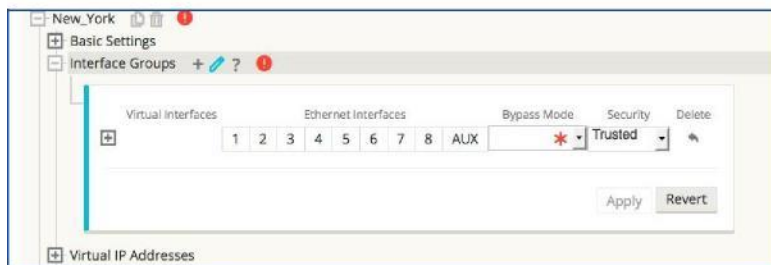 New_York
Basic Settings
Interface Groups + ?
Virtual Interfaces Ethernet Interfaces Bypass Mode Security Delete
1 2 3 4 5 6 7 8 AUX * Trusted
Apply Revert
Virtual IP Addresses